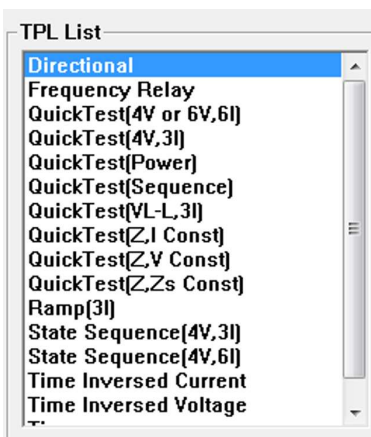 TPL List
Directional
Frequency Relay
QuickTest(4V or 6V,6I)
QuickTest(4V,3I)
QuickTest(Power)
QuickTest(Sequence)
QuickTest(VL-L,3I)
QuickTest(Z,I Const)
QuickTest(Z,V Const)
QuickTest(Z,Zs Const)
Ramp(3I)
State Sequence(4V,3I)
State Sequence(4V,6I)
Time Inversed Current
Time Inversed Voltage